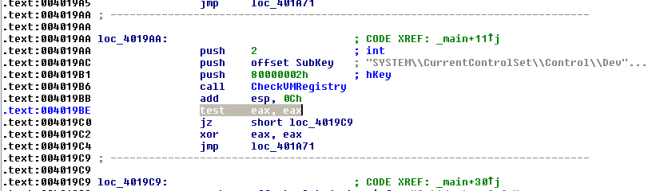 .text:004019A5 jmp loc_401A71
.text:004019AA ; ---------------------------------------------------------------------------
.text:004019AA
.text:004019AA loc_4019AA: ; CODE XREF: _main+11↑j
.text:004019AA push 2 ; int
.text:004019AC push offset SubKey ; "SYSTEM\\CurrentControlSet\\Control\\Dev"...
.text:004019B1 push 80000002h ; hKey
.text:004019B6 call CheckVMRegistry
.text:004019BB add esp, 0Ch
.text:004019BE test eax, eax
.text:004019C0 jz short loc_4019C9
.text:004019C2 xor eax, eax
.text:004019C4 jmp loc_401A71
.text:004019C9 ; ---------------------------------------------------------------------------
.text:004019C9
.text:004019C9 loc_4019C9: ; CODE XREF: _main+30↑j